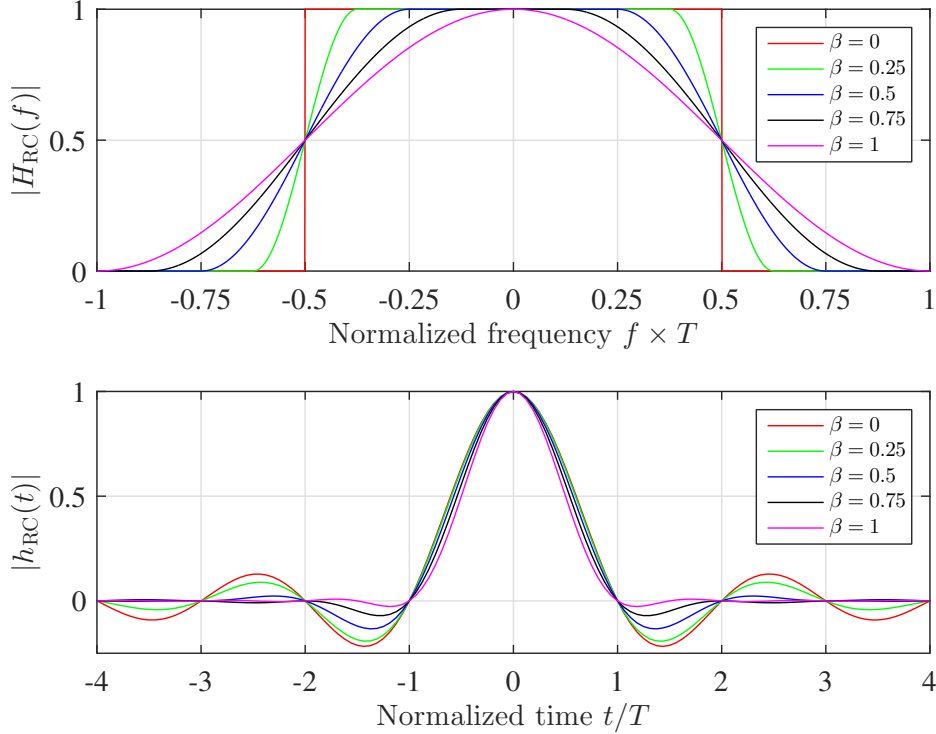 1
0.5
0
|H_RC(f)|
β = 0
β = 0.25
β = 0.5
β = 0.75
β = 1
-1 -0.75 -0.5 -0.25 0 0.25 0.5 0.75 1
Normalized frequency f × T
1
0.5
0
|h_RC(t)|
β = 0
β = 0.25
β = 0.5
β = 0.75
β = 1
-4 -3 -2 -1 0 1 2 3 4
Normalized time t/T